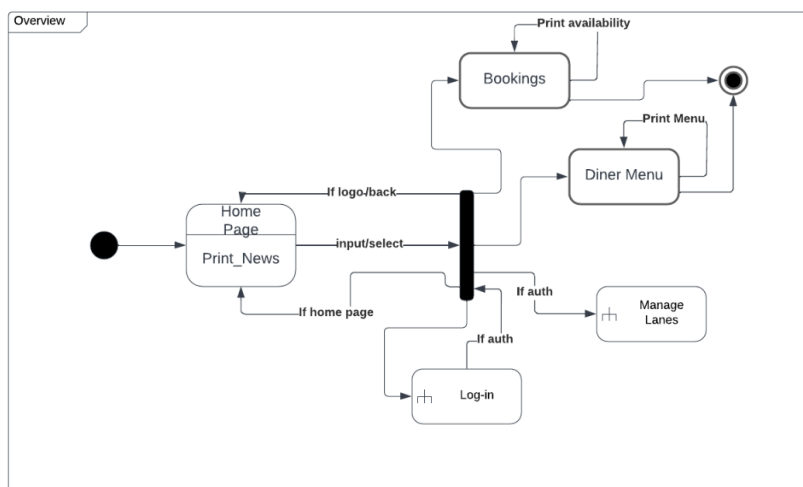 Overview
Print availability
Bookings
Print Menu
Diner Menu
If logo/back
Home
Page
Print_News
input/select
If auth
Manage
Lanes
If home page
If auth
Log-in